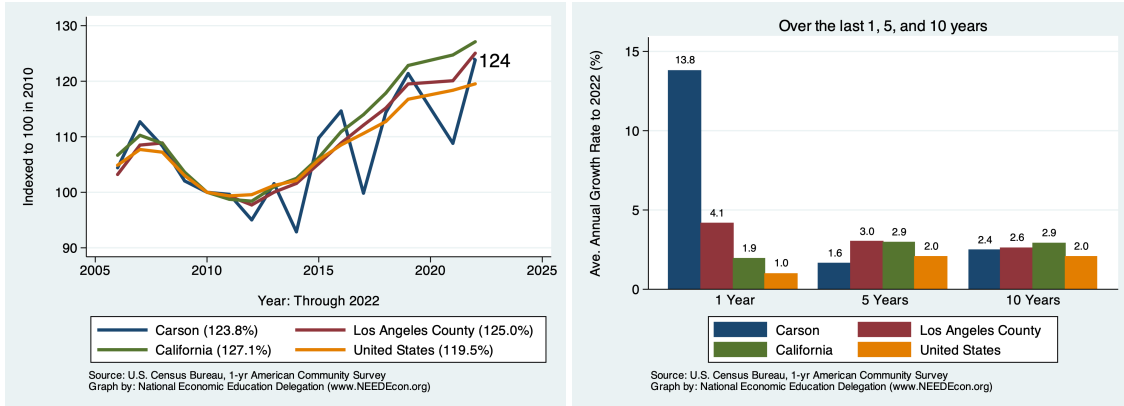 Indexed to 100 in 2010
130
120
110
100
90
124
2005
2010
2015
2020
2025
Year: Through 2022
Carson (123.8%)
Los Angeles County (125.0%)
California (127.1%)
United States (119.5%)
Source: U.S. Census Bureau, 1-yr American Community Survey
Graph by: National Economic Education Delegation (www.NEEDEcon.org)
Over the last 1, 5, and 10 years
Ave. Annual Growth Rate to 2022 (%)
15
10
5
0
13.8
4.1
1.9
1.0
1.6
3.0
2.9
2.0
2.4
2.6
2.9
2.0
1 Year
5 Years
10 Years
Carson
Los Angeles County
California
United States
Source: U.S. Census Bureau, 1-yr American Community Survey
Graph by: National Economic Education Delegation (www.NEEDEcon.org)